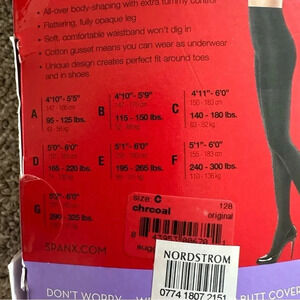 All-over body-shaping with extra tummy control
Flattering, fully opaque leg
Soft, comfortable waistband won't dig in
Cotton gusset means you can wear as underwear
Unique design creates perfect fit around toes
and in shoes
A 4'10"- 5'5" 95 - 125 lbs.
B 4'10"- 5'9" 115 - 150 lbs.
C 4'11"- 6'0" 140 - 180 lbs.
D 5'0"- 6'0" 165 - 220 lbs.
E 5'1"- 6'0" 195 - 265 lbs.
F 5'1"- 6'0" 240 - 300 lbs.
G
SPANX.COM
size: C 128
chrcoal original
NORDSTROM
0774 1807 2151
DON'T WORRY
BUTT COVER